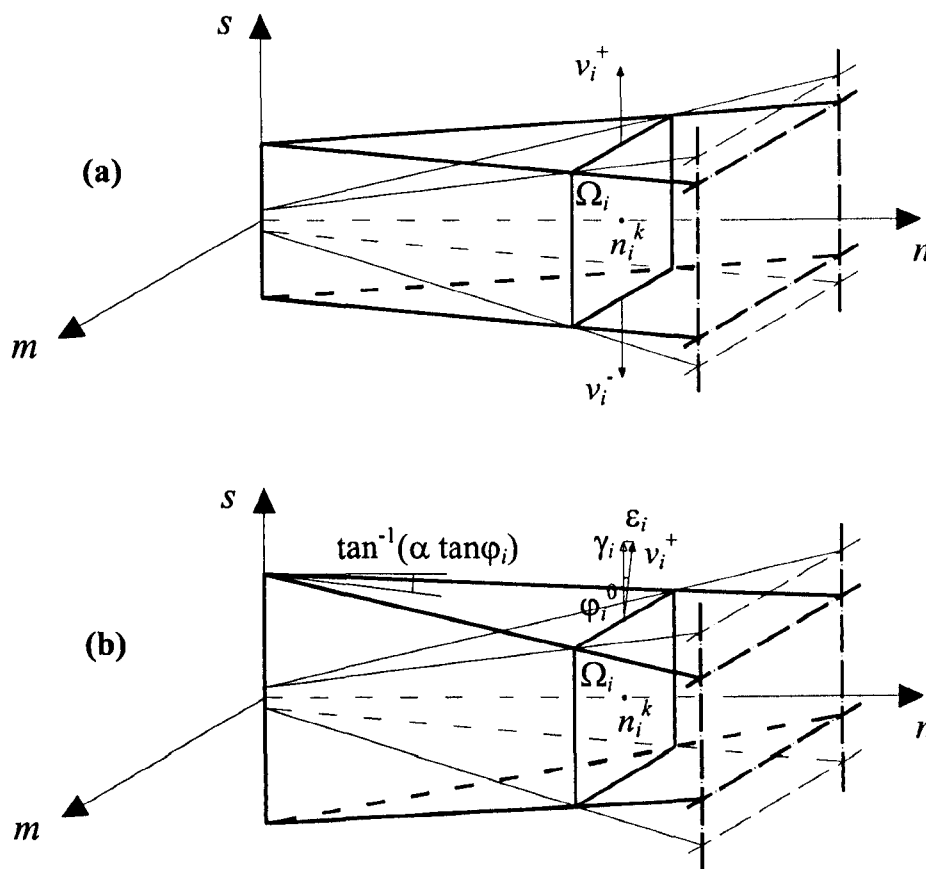 s
v_i^+
(a)
Ω_i
n_i^k
n
m
v_i^-
s
tan^{-1}(α tanφ_i)
ε_i
γ_i
v_i^+
φ_i^0
(b)
Ω_i
n_i^k
n
m